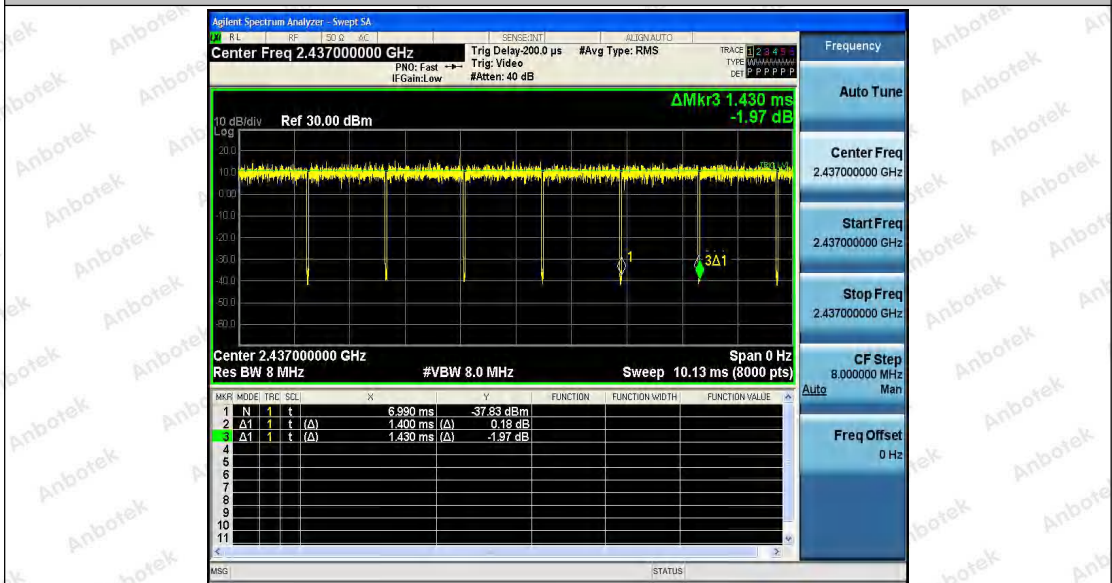 Agilent Spectrum Analyzer - Swept SA
RL RF 50 Ω AC SENSE:INT ALIGN AUTO
Center Freq 2.437000000 GHz
PNO: Fast
IFGain:Low
Trig Delay-200.0 µs
Trig: Video
#Atten: 40 dB
#Avg Type: RMS
TRACE 1 2 3 4 5 6
TYPE
DET P P P P P P
ΔMkr3 1.430 ms
-1.97 dB
10 dB/div
Log
Ref 30.00 dBm
20.0
10.0
0.00
-10.0
-20.0
-30.0
-40.0
-50.0
-60.0
1
3Δ1
Center 2.437000000 GHz
Span 0 Hz
Res BW 8 MHz
#VBW 8.0 MHz
Sweep 10.13 ms (8000 pts)
MKR MODE TRC SCL X Y FUNCTION FUNCTION WIDTH FUNCTION VALUE
1 N 1 t 6.990 ms -37.83 dBm
2 Δ1 1 t (Δ) 1.400 ms (Δ) 0.18 dB
3 Δ1 1 t (Δ) 1.430 ms (Δ) -1.97 dB
4
5
6
7
8
9
10
11
MSG
STATUS
Frequency
Auto Tune
Center Freq
2.437000000 GHz
Start Freq
2.437000000 GHz
Stop Freq
2.437000000 GHz
CF Step
8.000000 MHz
Auto Man
Freq Offset
0 Hz
Anbotek